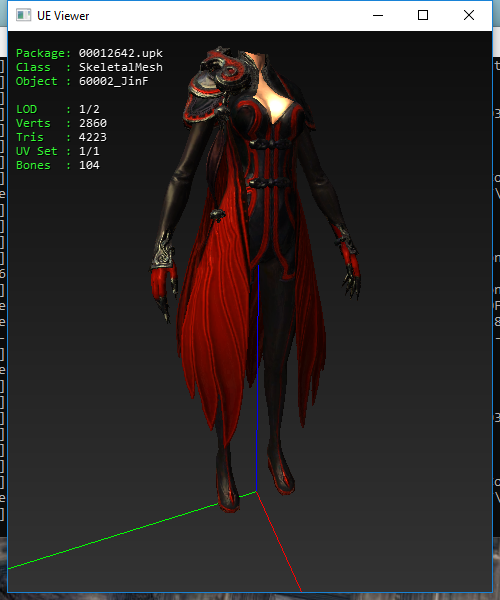 UE Viewer
Package: 00012642.upk
Class : SkeletalMesh
Object : 60002_JinF
LOD : 1/2
Verts : 2860
Tris : 4223
UV Set : 1/1
Bones : 104